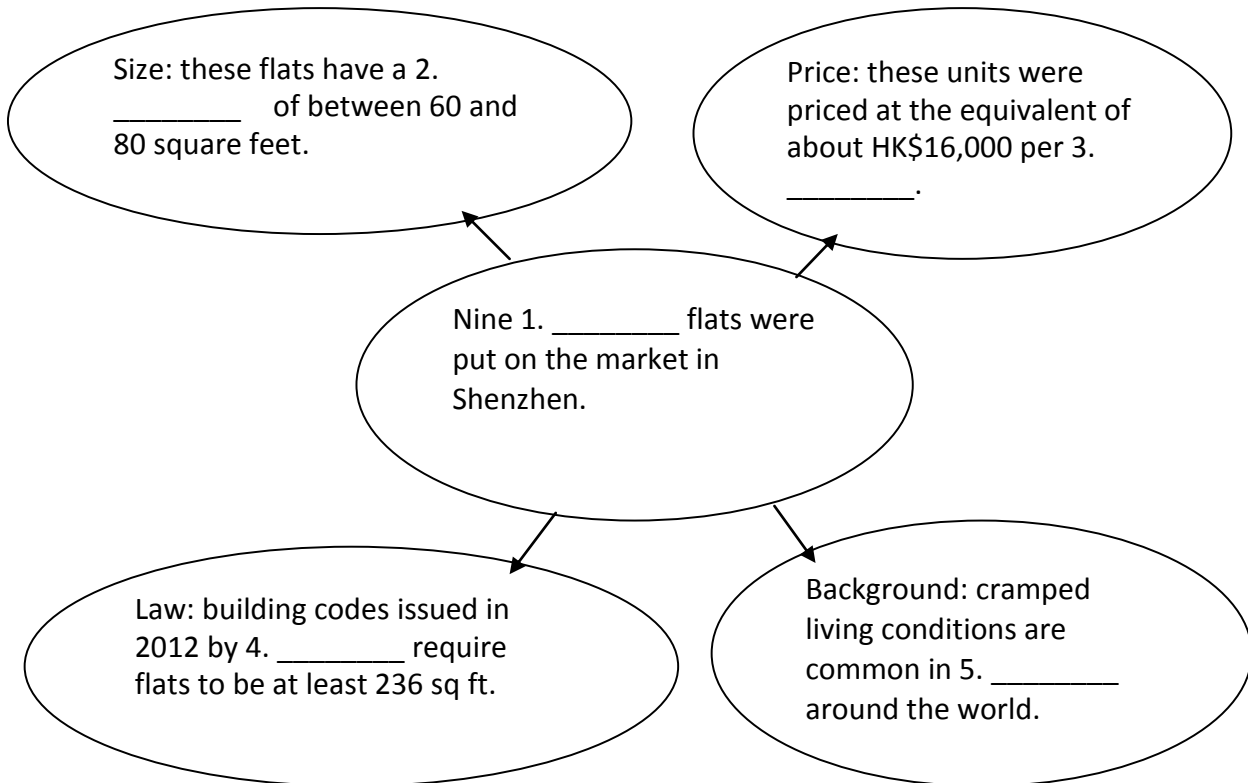 Size: these flats have a 2.
________ of between 60 and
80 square feet.
Price: these units were
priced at the equivalent of
about HK$16,000 per 3.
________.
Nine 1. ________ flats were
put on the market in
Shenzhen.
Law: building codes issued in
2012 by 4. ________ require
flats to be at least 236 sq ft.
Background: cramped
living conditions are
common in 5. ________
around the world.